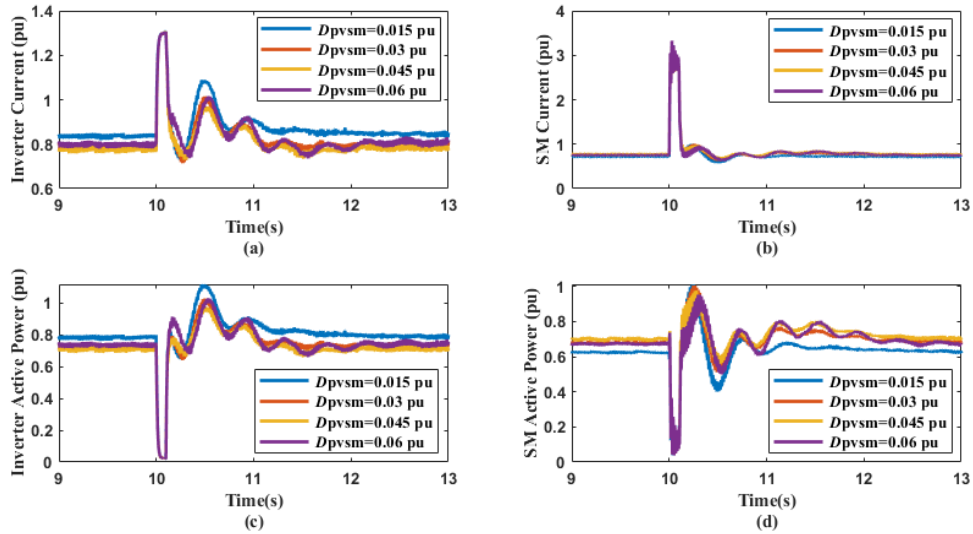 1.4
1.2
1
0.8
0.6
Inverter Current (pu)
Dpvsm=0.015 pu
Dpvsm=0.03 pu
Dpvsm=0.045 pu
Dpvsm=0.06 pu
9 10 11 12 13
Time(s)
(a)
4
3
2
1
0
SM Current (pu)
Dpvsm=0.015 pu
Dpvsm=0.03 pu
Dpvsm=0.045 pu
Dpvsm=0.06 pu
9 10 11 12 13
Time(s)
(b)
1
0.8
0.6
0.4
0.2
0
Inverter Active Power (pu)
Dpvsm=0.015 pu
Dpvsm=0.03 pu
Dpvsm=0.045 pu
Dpvsm=0.06 pu
9 10 11 12 13
Time(s)
(c)
1
0.8
0.6
0.4
0.2
0
SM Active Power (pu)
Dpvsm=0.015 pu
Dpvsm=0.03 pu
Dpvsm=0.045 pu
Dpvsm=0.06 pu
9 10 11 12 13
Time(s)
(d)